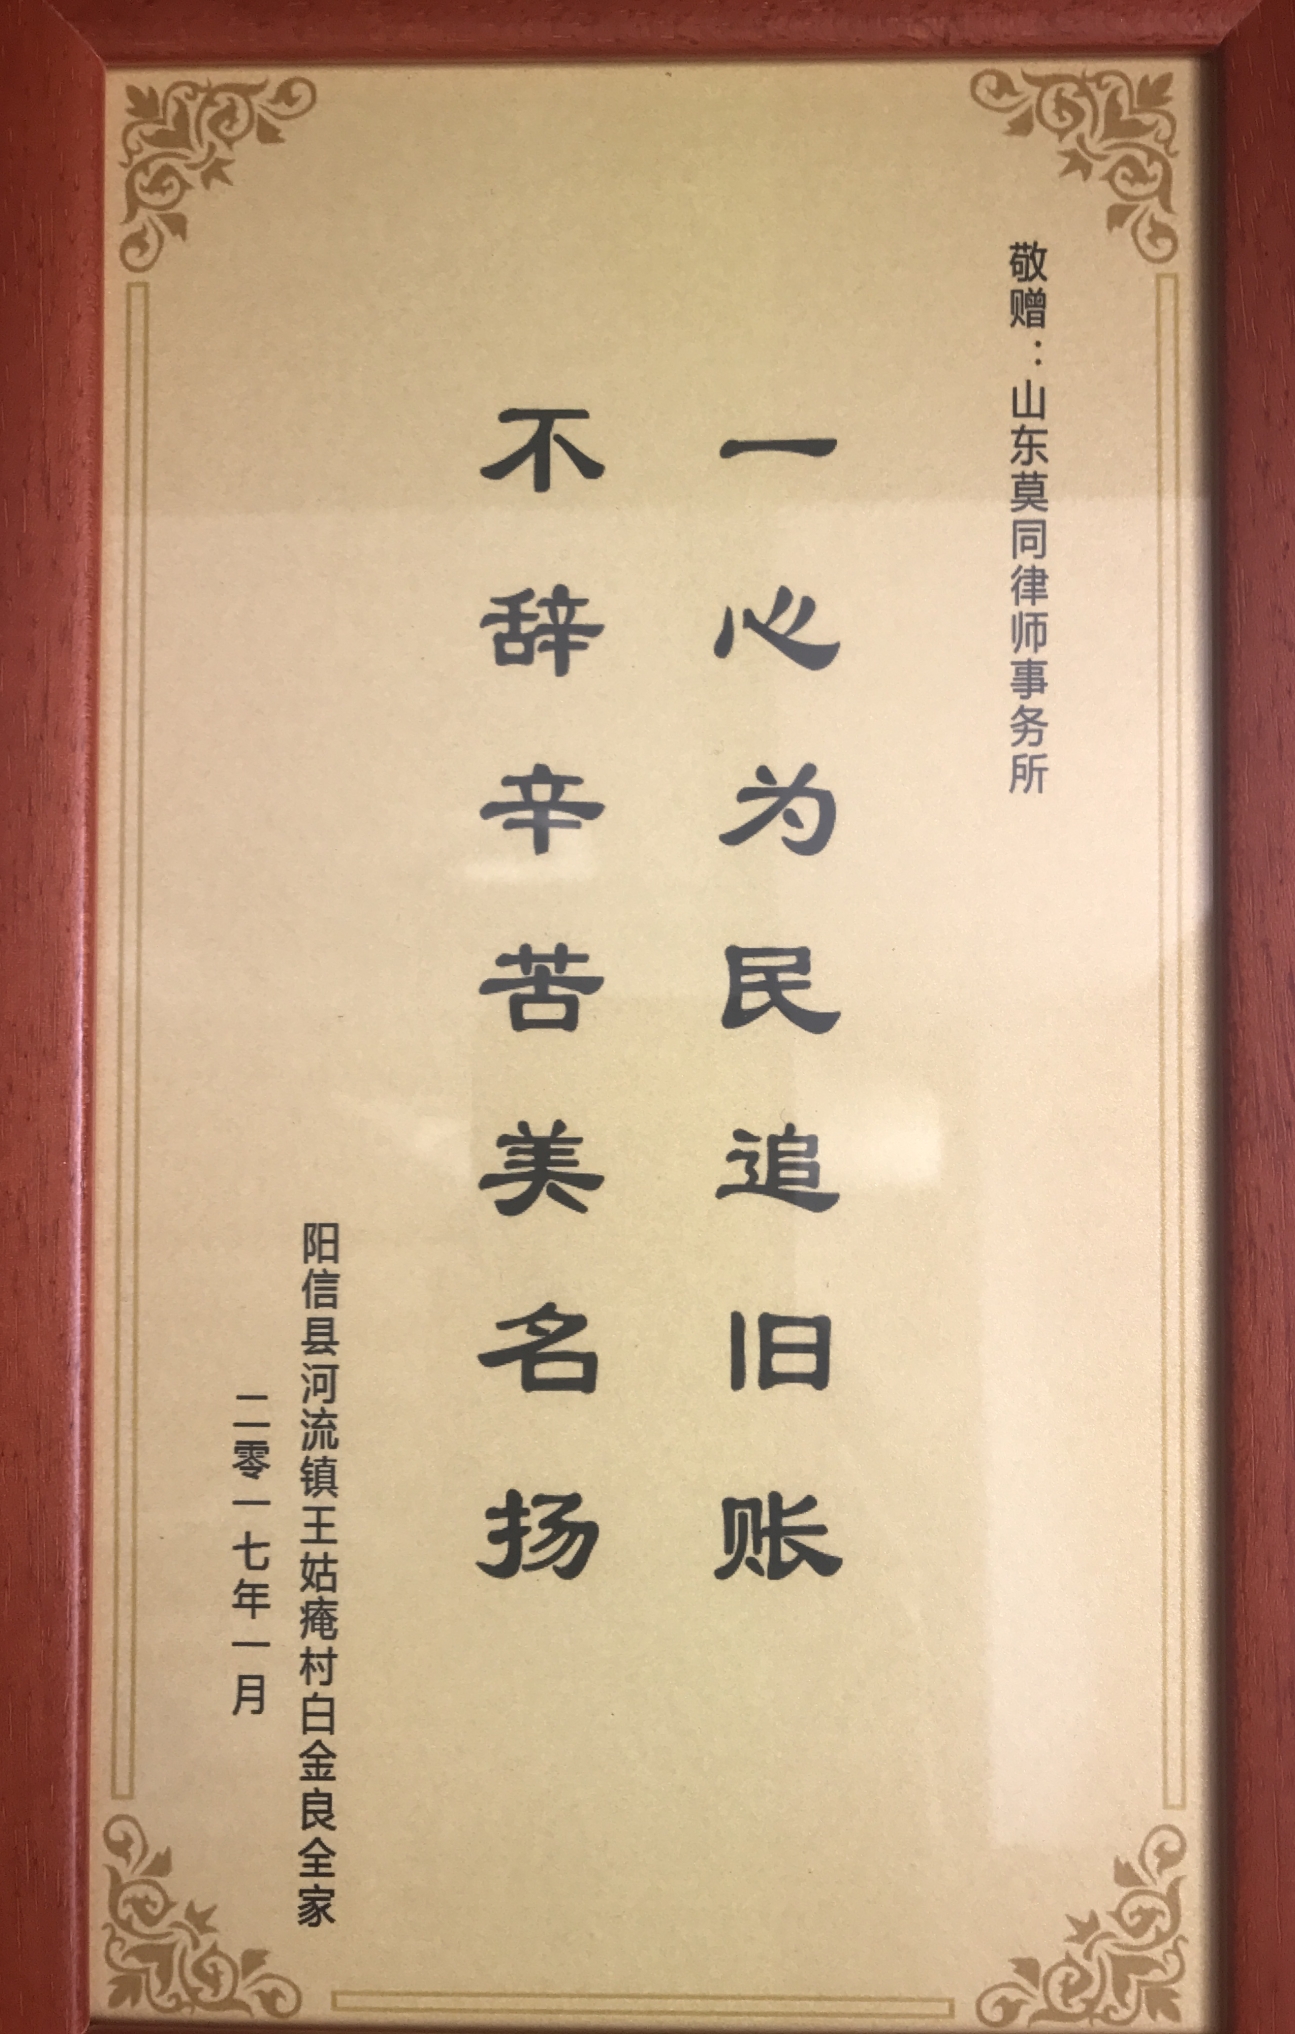 敬赠：山东莫同律师事务所
一心为民追旧账
不辞辛苦美名扬
阳信县河流镇王姑庵村白金良全家
二零一七年一月